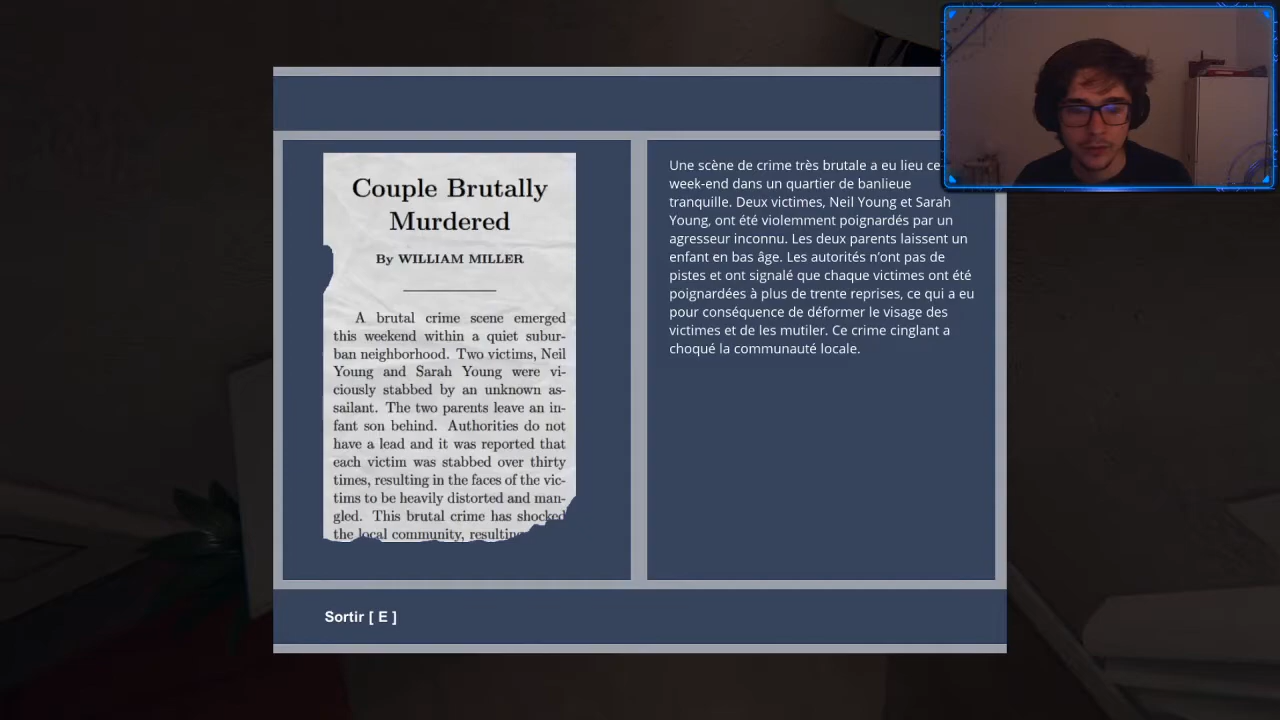 Couple Brutally
Murdered
By WILLIAM MILLER
A brutal crime scene emerged
this weekend within a quiet subur-
ban neighborhood. Two victims, Neil
Young and Sarah Young were vi-
ciously stabbed by an unknown as-
sailant. The two parents leave an in-
fant son behind. Authorities do not
have a lead and it was reported that
each victim was stabbed over thirty
times, resulting in the faces of the vic-
tims to be heavily distorted and man-
gled. This brutal crime has shocked
the local community, resulting
Une scène de crime très brutale a eu lieu ce
week-end dans un quartier de banlieue
tranquille. Deux victimes, Neil Young et Sarah
Young, ont été violemment poignardés par un
agresseur inconnu. Les deux parents laissent un
enfant en bas âge. Les autorités n'ont pas de
pistes et ont signalé que chaque victimes ont été
poignardées à plus de trente reprises, ce qui a eu
pour conséquence de déformer le visage des
victimes et de les mutiler. Ce crime cinglant a
choqué la communauté locale.
Sortir [ E ]